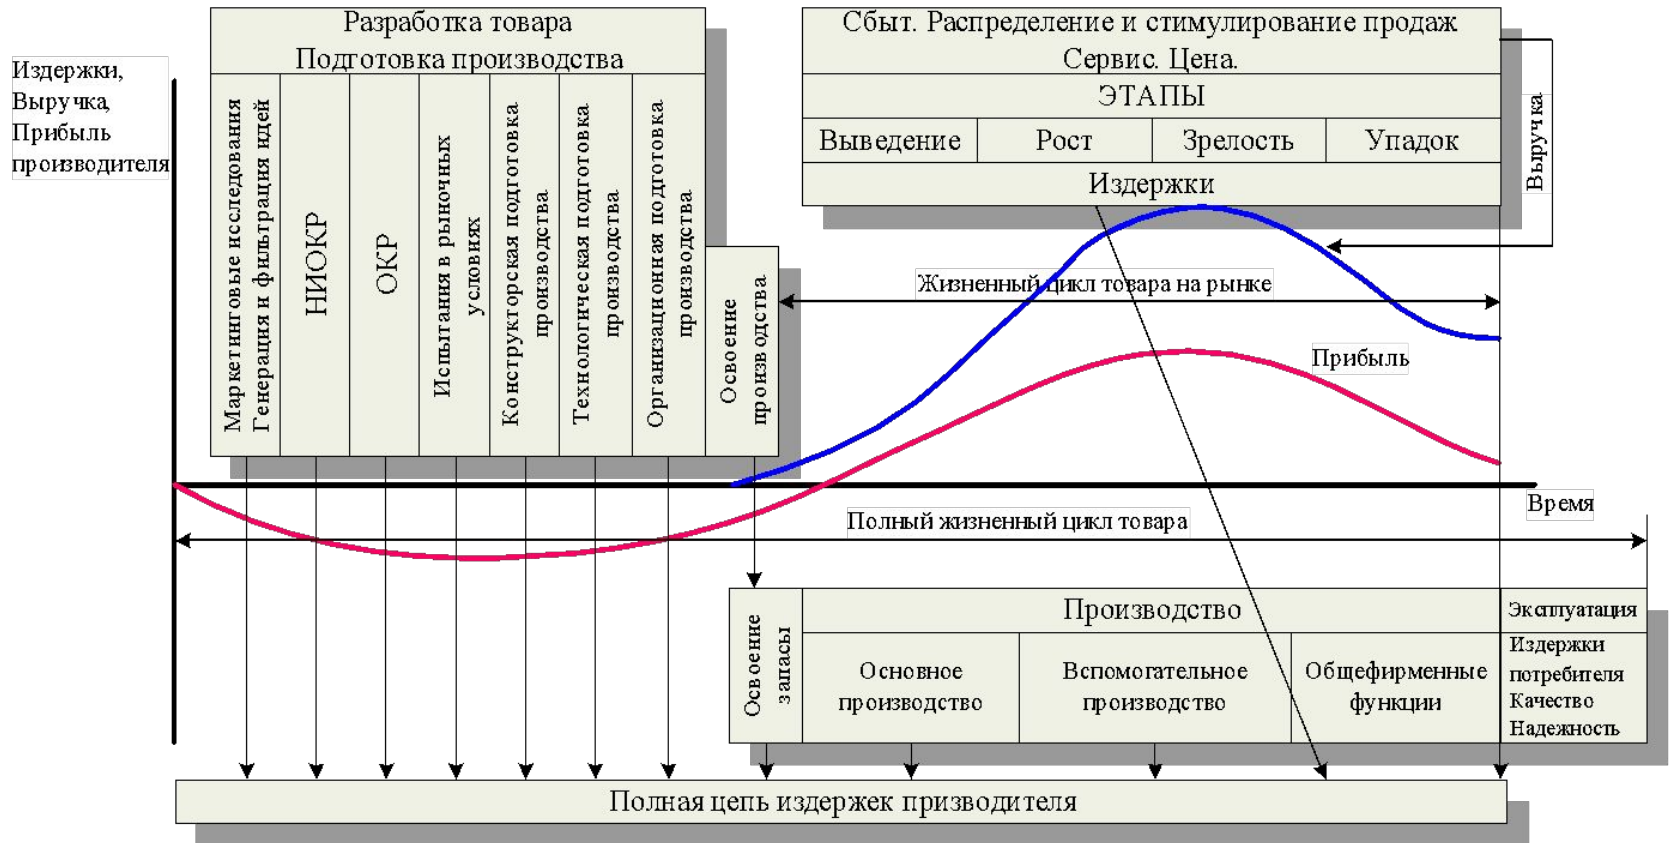 Издержки,
Выручка,
Прибыль
производителя
Разработка товара
Подготовка производства
Маркетинговые исследования
Генерация и фильтрация идей
НИОКР
ОКР
Испытания в рыночных
условиях
Конструкторская подготовка
производства
Технологическая подготовка
производства
Организационная подготовка
производства
Освоение
производства
Сбыт. Распределение и стимулирование продаж
Сервис. Цена.
ЭТАПЫ
Выведение
Рост
Зрелость
Упадок
Издержки
Выручка
Жизненный цикл товара на рынке
Прибыль
Время
Полный жизненный цикл товара
Освоение
запасы
Производство
Основное
производство
Вспомогательное
производство
Общефирменные
функции
Эксплуатация
Издержки
потребителя
Качество
Надежность
Полная цепь издержек призводителя